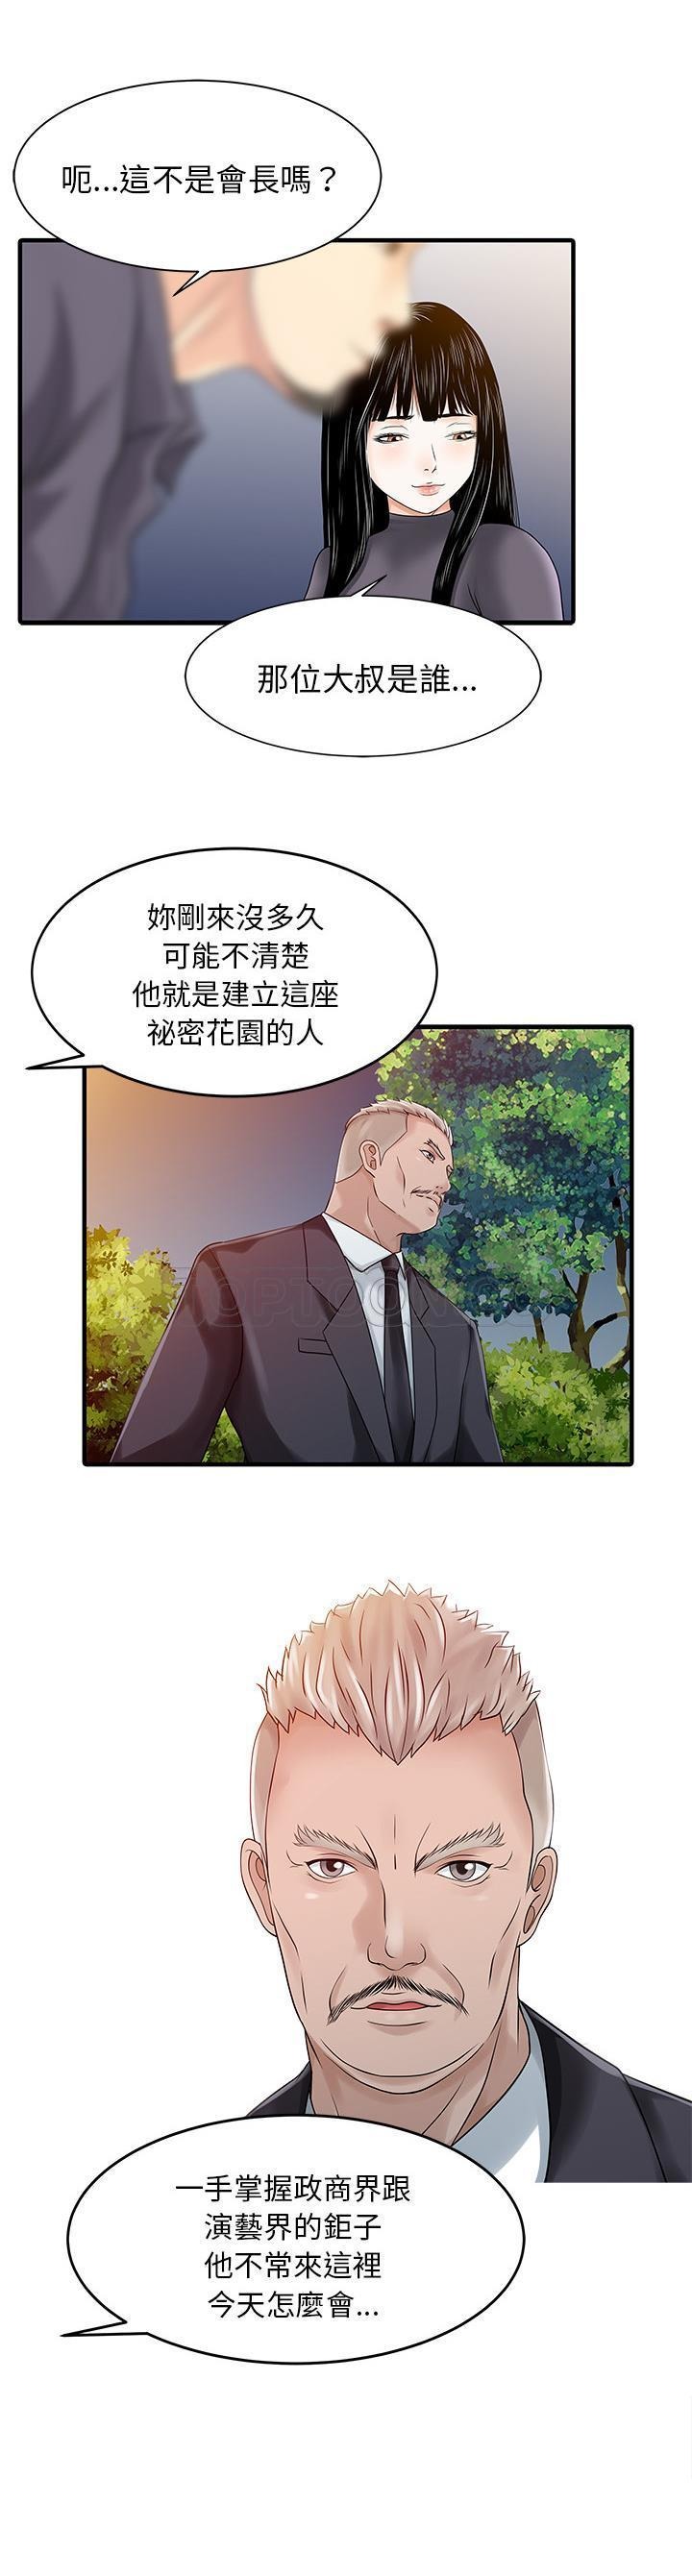 呃...這不是會長嗎？
那位大叔是誰...
妳剛來沒多久
可能不清楚
他就是建立這座
祕密花園的人
TOPTOON.CO
一手掌握政商界跟
演藝界的鉅子
他不常來這裡
今天怎麼會...